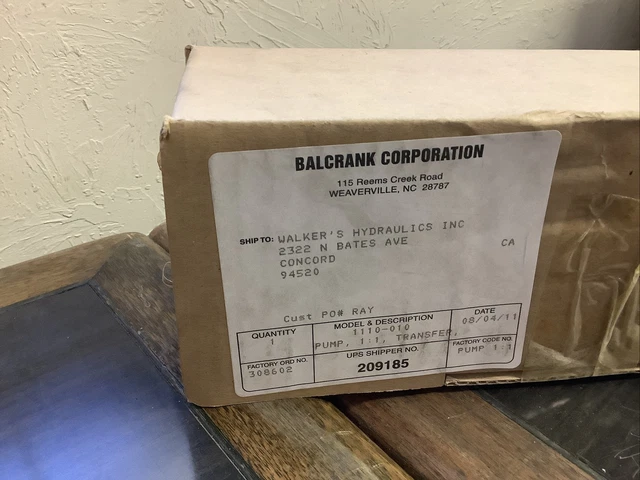 BALCRANK CORPORATION
115 Reems Creek Road
WEAVERVILLE, NC 28787
SHIP TO: WALKER'S HYDRAULICS INC
2322 N BATES AVE CA
CONCORD
94520
Cust PO# RAY
QUANTITY MODEL & DESCRIPTION DATE
1 1110-010 08/04/11
PUMP, 1:1, TRANSFER,
FACTORY ORD NO. UPS SHIPPER NO. FACTORY CODE NO.
308602 209185 PUMP 1:1